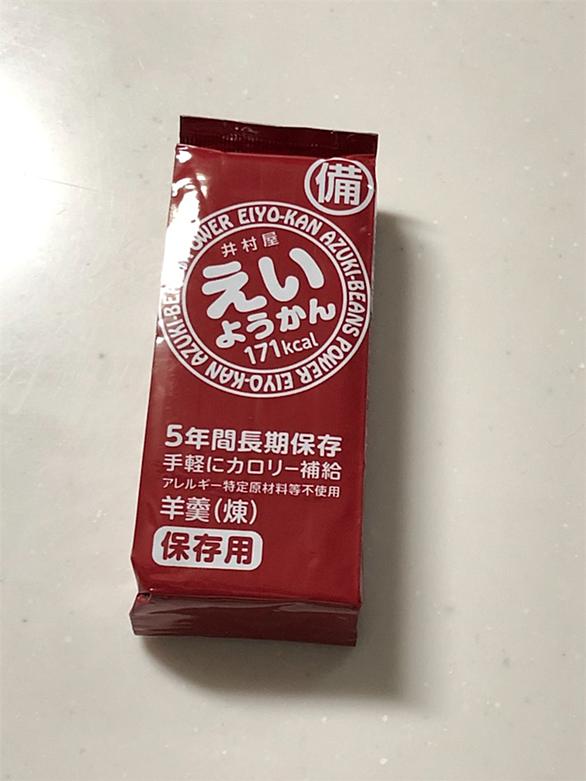 備
EIYO-KAN AZUKI-BEANS POWER EIYO-KAN AZUKI-BEANS POWER
井村屋
えい
ようかん
171kcal
5年間長期保存
手軽にカロリー補給
アレルギー特定原材料等不使用
羊羹(煉)
保存用